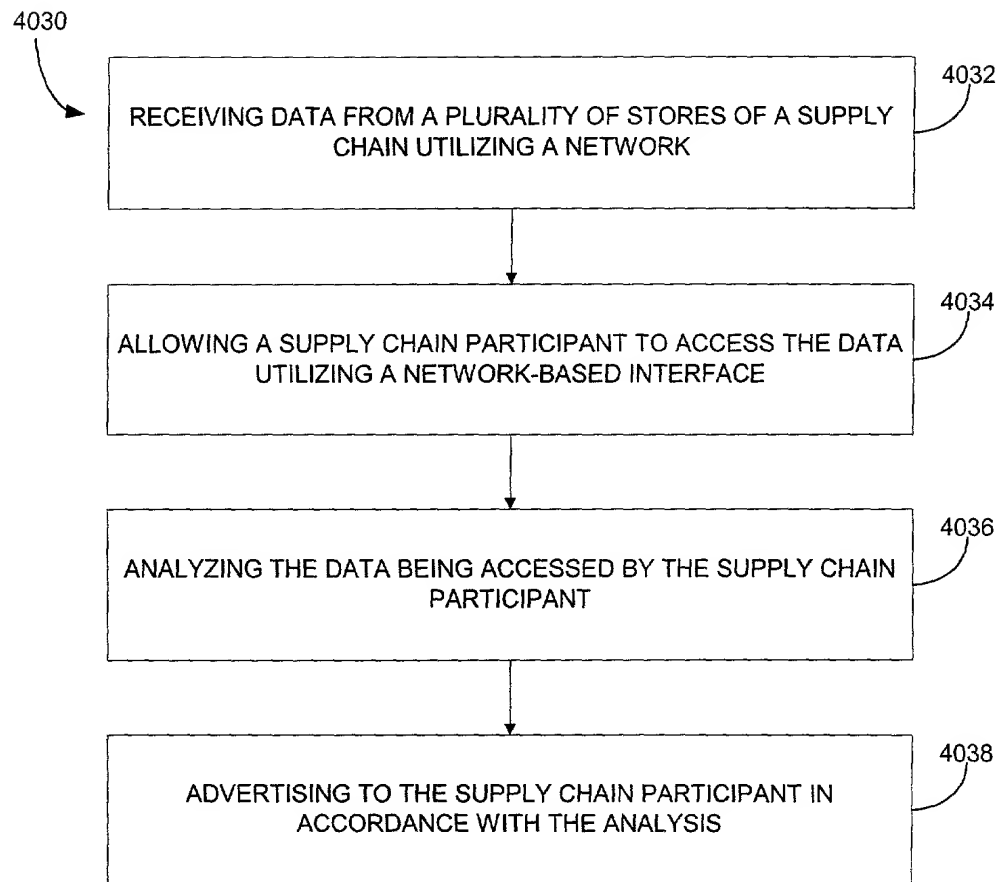 4030
4032
RECEIVING DATA FROM A PLURALITY OF STORES OF A SUPPLY
CHAIN UTILIZING A NETWORK
4034
ALLOWING A SUPPLY CHAIN PARTICIPANT TO ACCESS THE DATA
UTILIZING A NETWORK-BASED INTERFACE
4036
ANALYZING THE DATA BEING ACCESSED BY THE SUPPLY CHAIN
PARTICIPANT
4038
ADVERTISING TO THE SUPPLY CHAIN PARTICIPANT IN
ACCORDANCE WITH THE ANALYSIS